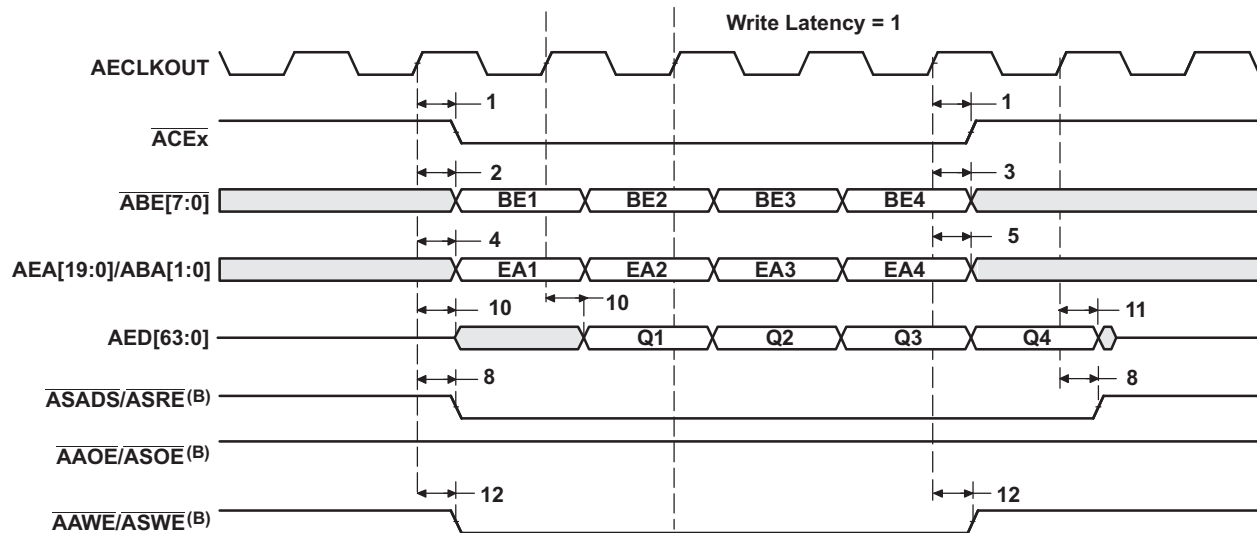 Write Latency = 1
AECLKOUT
1 1
ACEx
2 3
ABE[7:0] BE1 BE2 BE3 BE4
4 5
AEA[19:0]/ABA[1:0] EA1 EA2 EA3 EA4
10 10 11
AED[63:0] Q1 Q2 Q3 Q4
8 8
ASADS/ASRE(B)
AAOE/ASOE(B)
12 12
AAWE/ASWE(B)